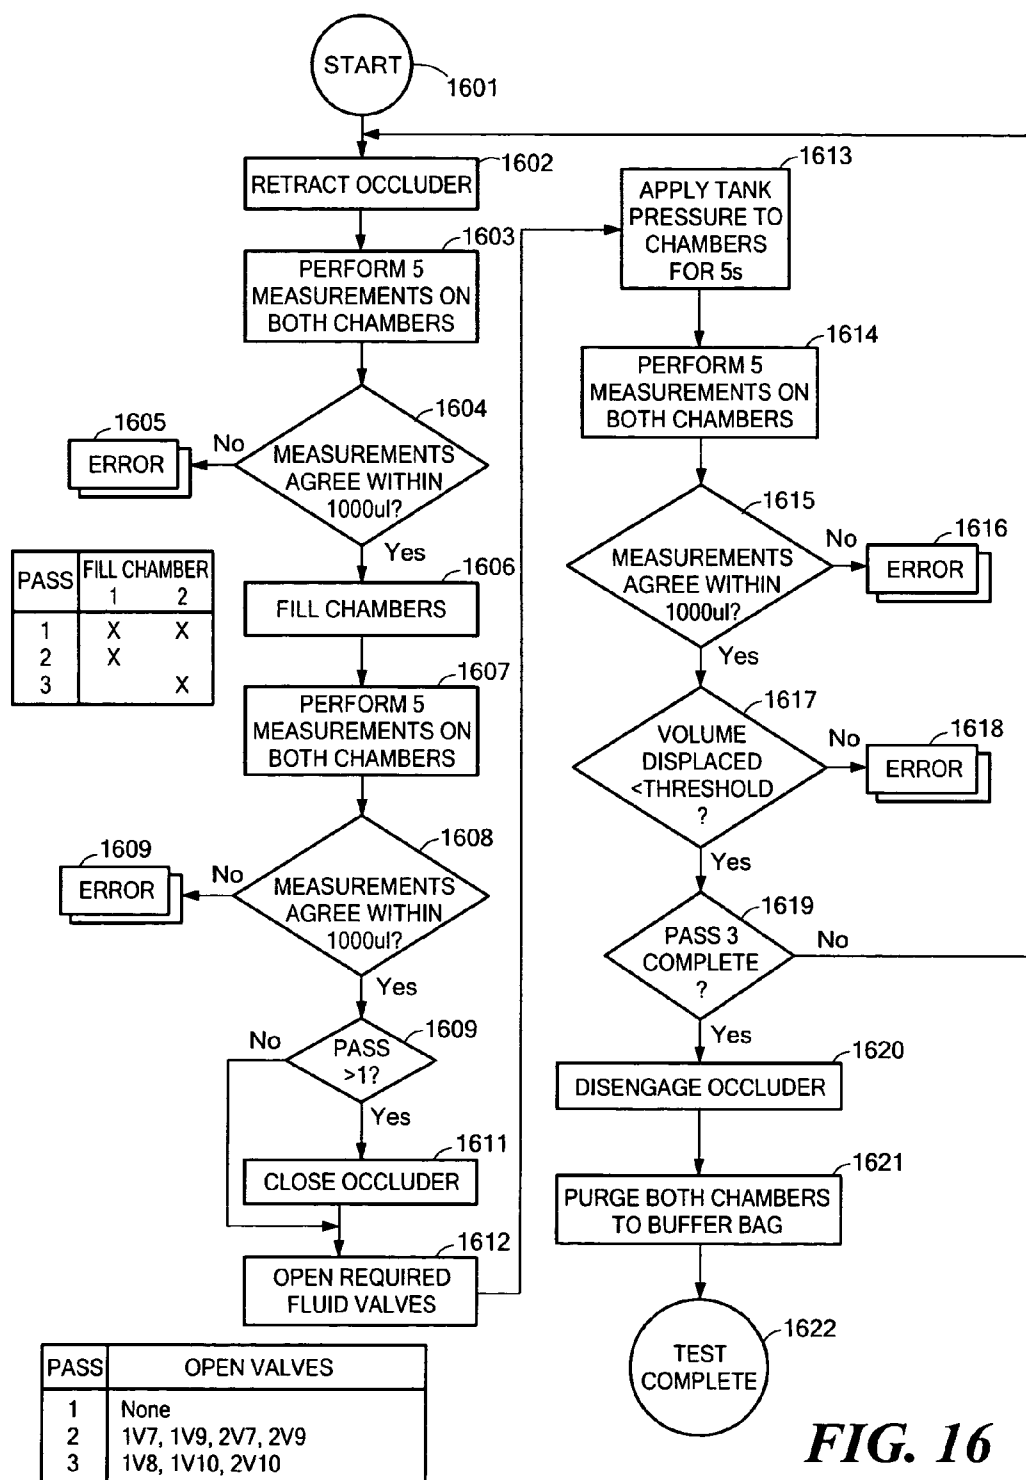 START
1601
RETRACT OCCLUDER
1602
PERFORM 5
MEASUREMENTS ON
BOTH CHAMBERS
1603
MEASUREMENTS
AGREE WITHIN
1000ul?
1604
No
1605
ERROR
Yes
PASS FILL CHAMBER
1 2
1 X X
2 X
3 X
FILL CHAMBERS
1606
PERFORM 5
MEASUREMENTS ON
BOTH CHAMBERS
1607
MEASUREMENTS
AGREE WITHIN
1000ul?
1608
No
1609
ERROR
Yes
PASS
>1?
1609
No
Yes
CLOSE OCCLUDER
1611
OPEN REQUIRED
FLUID VALVES
1612
PASS OPEN VALVES
1 None
2 1V7, 1V9, 2V7, 2V9
3 1V8, 1V10, 2V10
APPLY TANK
PRESSURE TO
CHAMBERS
FOR 5s
1613
PERFORM 5
MEASUREMENTS ON
BOTH CHAMBERS
1614
MEASUREMENTS
AGREE WITHIN
1000ul?
1615
No
1616
ERROR
Yes
VOLUME
DISPLACED
<THRESHOLD
?
1617
No
1618
ERROR
Yes
PASS 3
COMPLETE
?
1619
No
Yes
DISENGAGE OCCLUDER
1620
PURGE BOTH CHAMBERS
TO BUFFER BAG
1621
TEST
COMPLETE
1622
FIG. 16